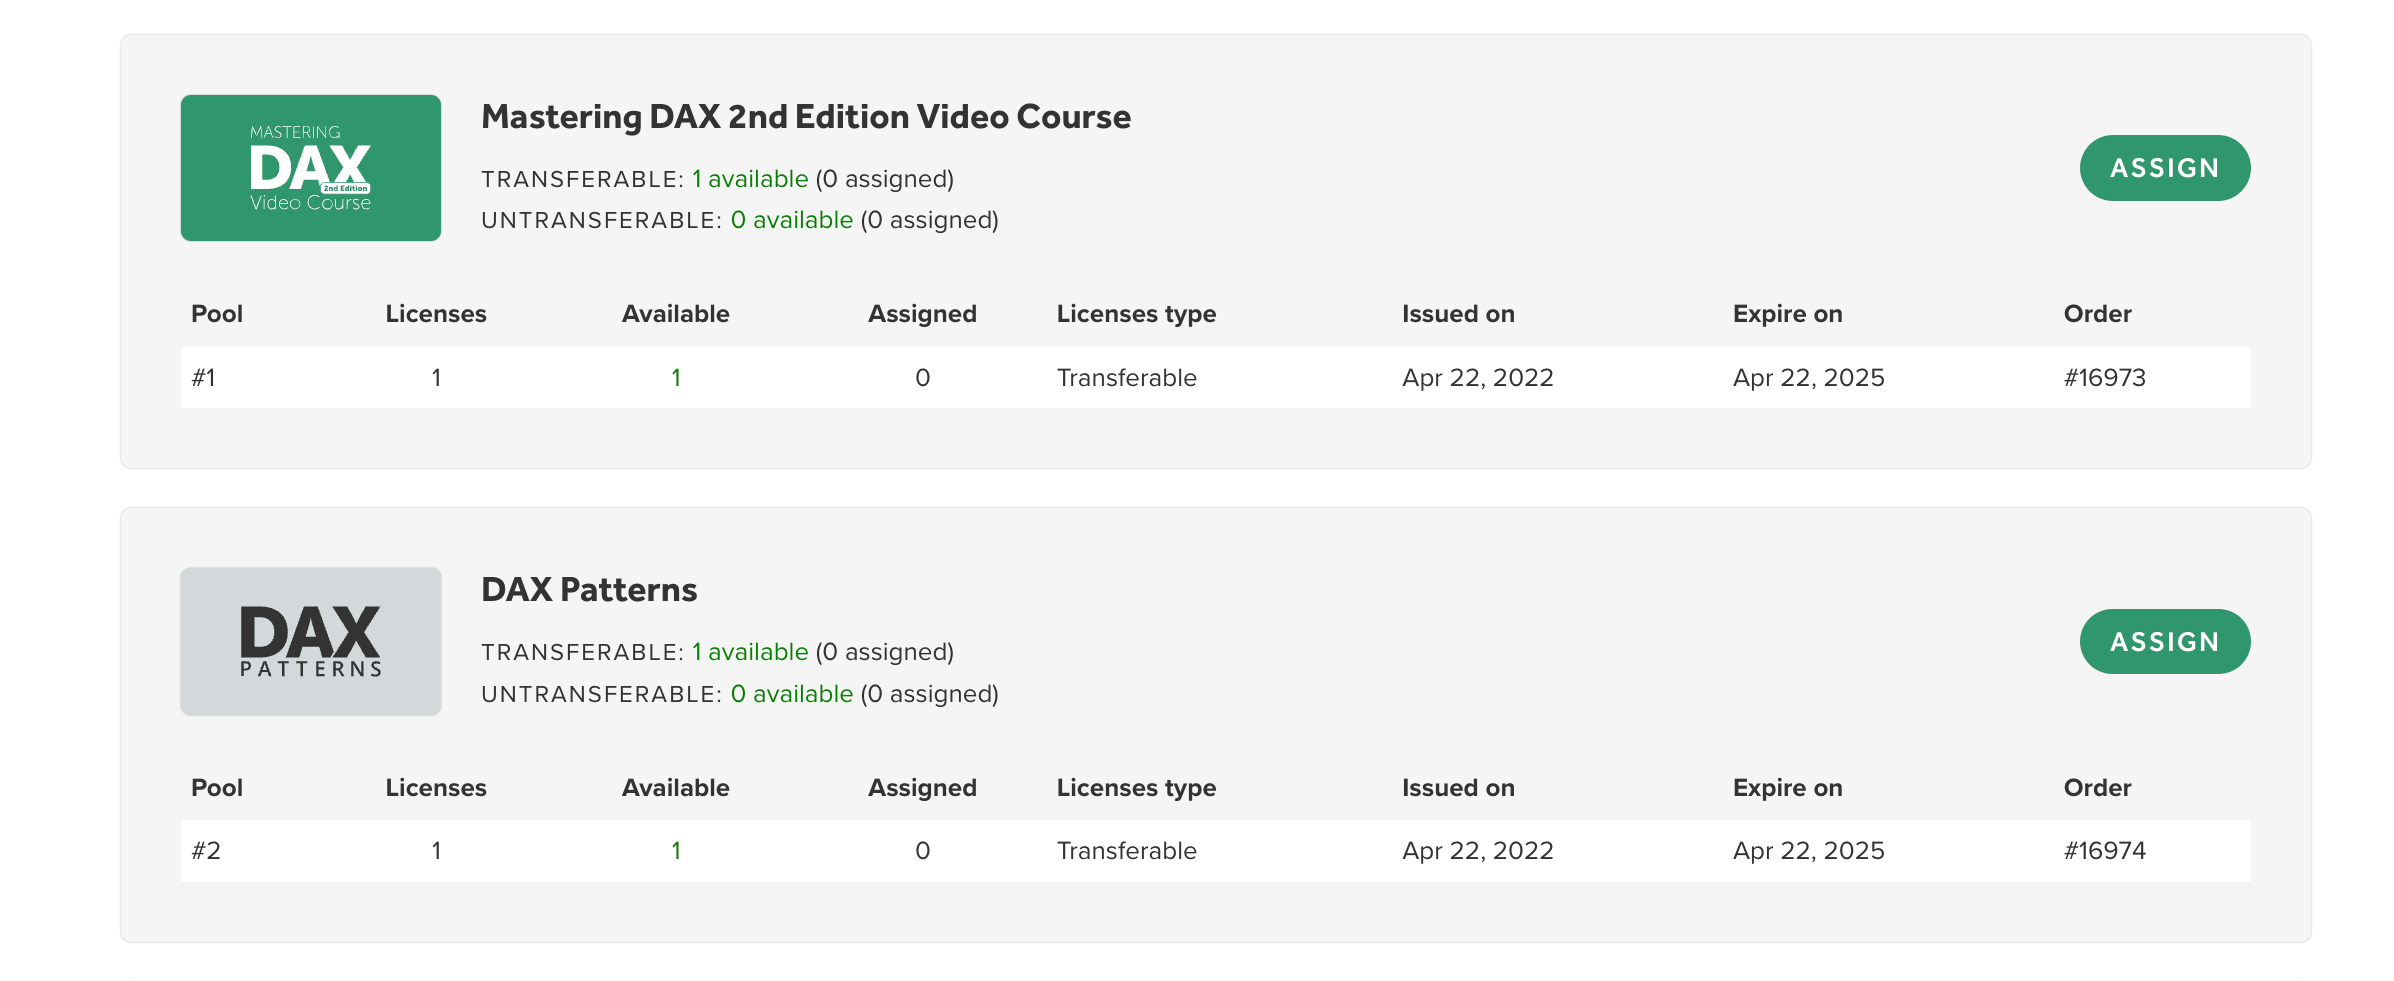 MASTERING
DAX
2nd Edition
Video Course
Mastering DAX 2nd Edition Video Course
TRANSFERABLE: 1 available (0 assigned)
UNTRANSFERABLE: 0 available (0 assigned)
ASSIGN
Pool Licenses Available Assigned Licenses type Issued on Expire on Order
#1 1 1 0 Transferable Apr 22, 2022 Apr 22, 2025 #16973
DAX
PATTERNS
DAX Patterns
TRANSFERABLE: 1 available (0 assigned)
UNTRANSFERABLE: 0 available (0 assigned)
ASSIGN
Pool Licenses Available Assigned Licenses type Issued on Expire on Order
#2 1 1 0 Transferable Apr 22, 2022 Apr 22, 2025 #16974